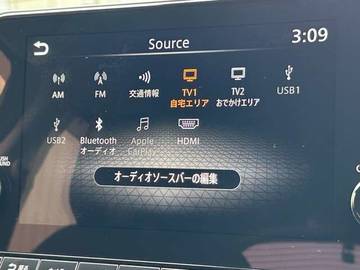 Source
3:09
AM
FM
交通情報
TV1
自宅エリア
TV2
おでかけエリア
USB1
USB2
Bluetooth
オーディオ
Apple
CarPlay
HDMI
オーディオソースバーの編集